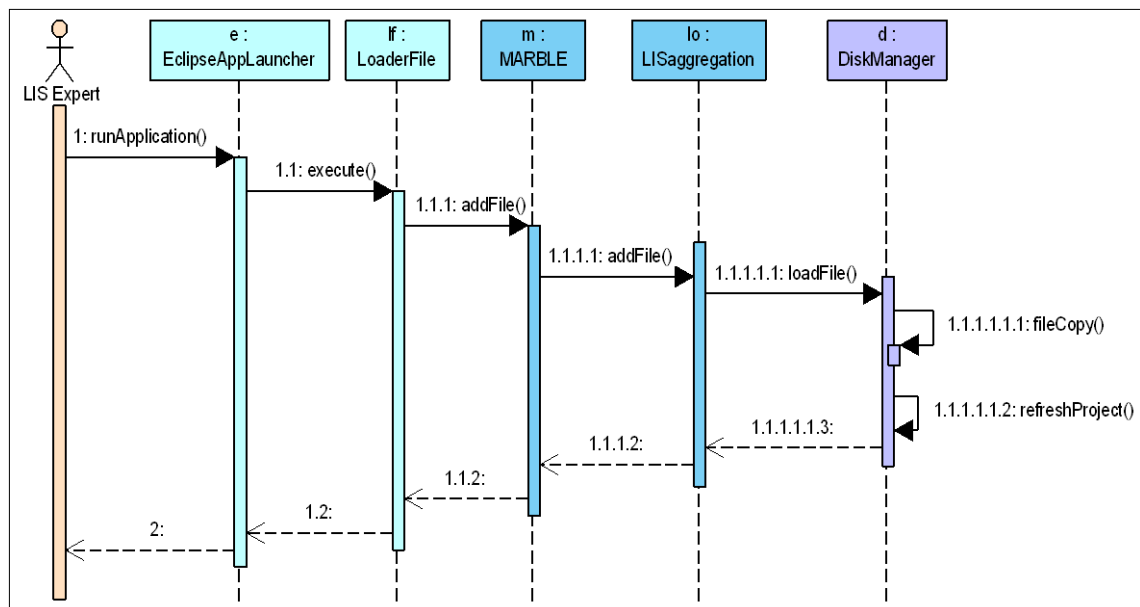 e :
EclipseAppLauncher
lf :
LoaderFile
m :
MARBLE
lo :
LISaggregation
d :
DiskManager
LIS Expert
1: runApplication()
1.1: execute()
1.1.1: addFile()
1.1.1.1: addFile()
1.1.1.1.1: loadFile()
1.1.1.1.1.1: fileCopy()
1.1.1.1.1.2: refreshProject()
1.1.1.1.1.3:
1.1.1.2:
1.1.2:
1.2:
2: